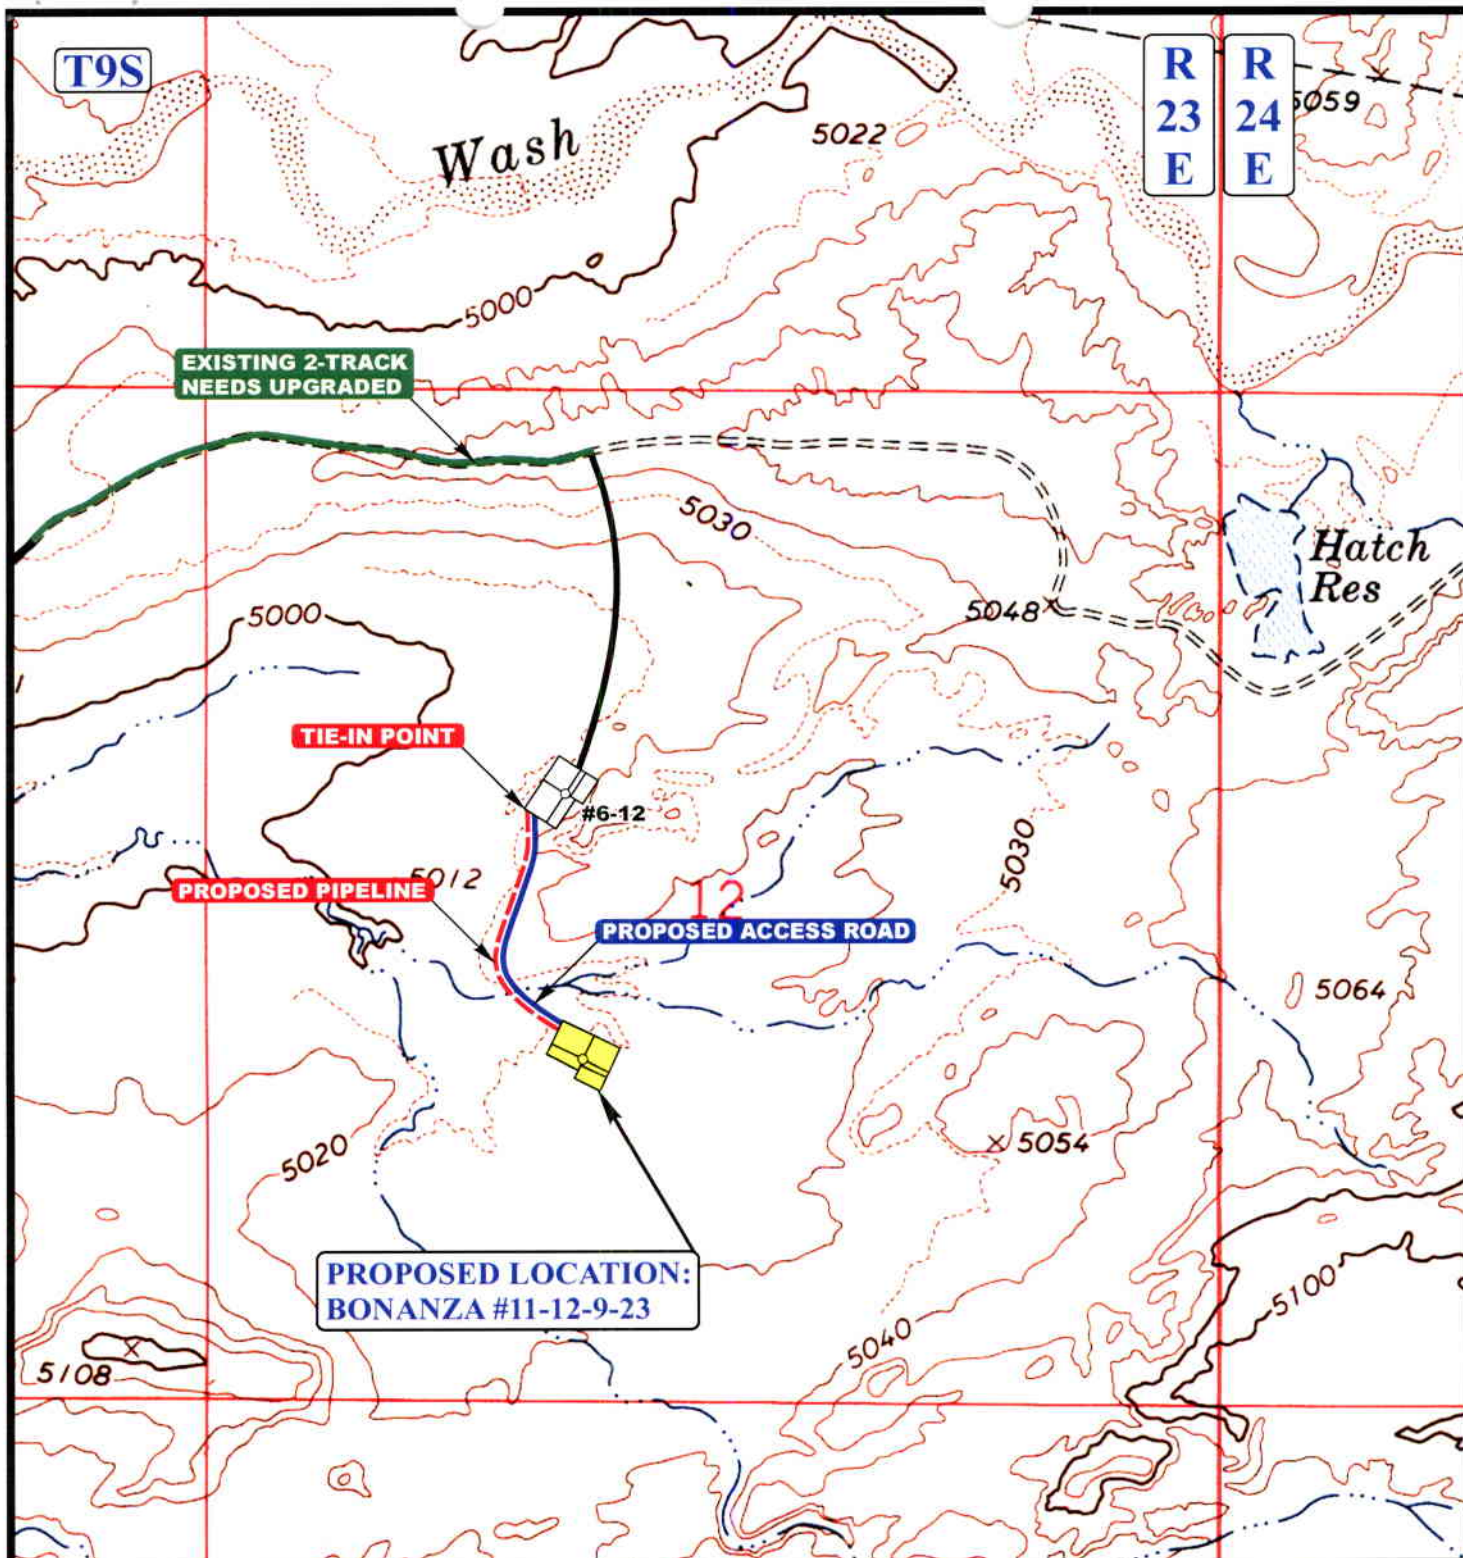 T9S
R
23
E
R
24
E
5059
5022
Wash
5000
EXISTING 2-TRACK
NEEDS UPGRADED
5030
Hatch
Res
5048
5000
TIE-IN POINT
#6-12
5030
5012
PROPOSED PIPELINE
12
PROPOSED ACCESS ROAD
5064
5054
5020
PROPOSED LOCATION:
BONANZA #11-12-9-23
5100
5040
5108